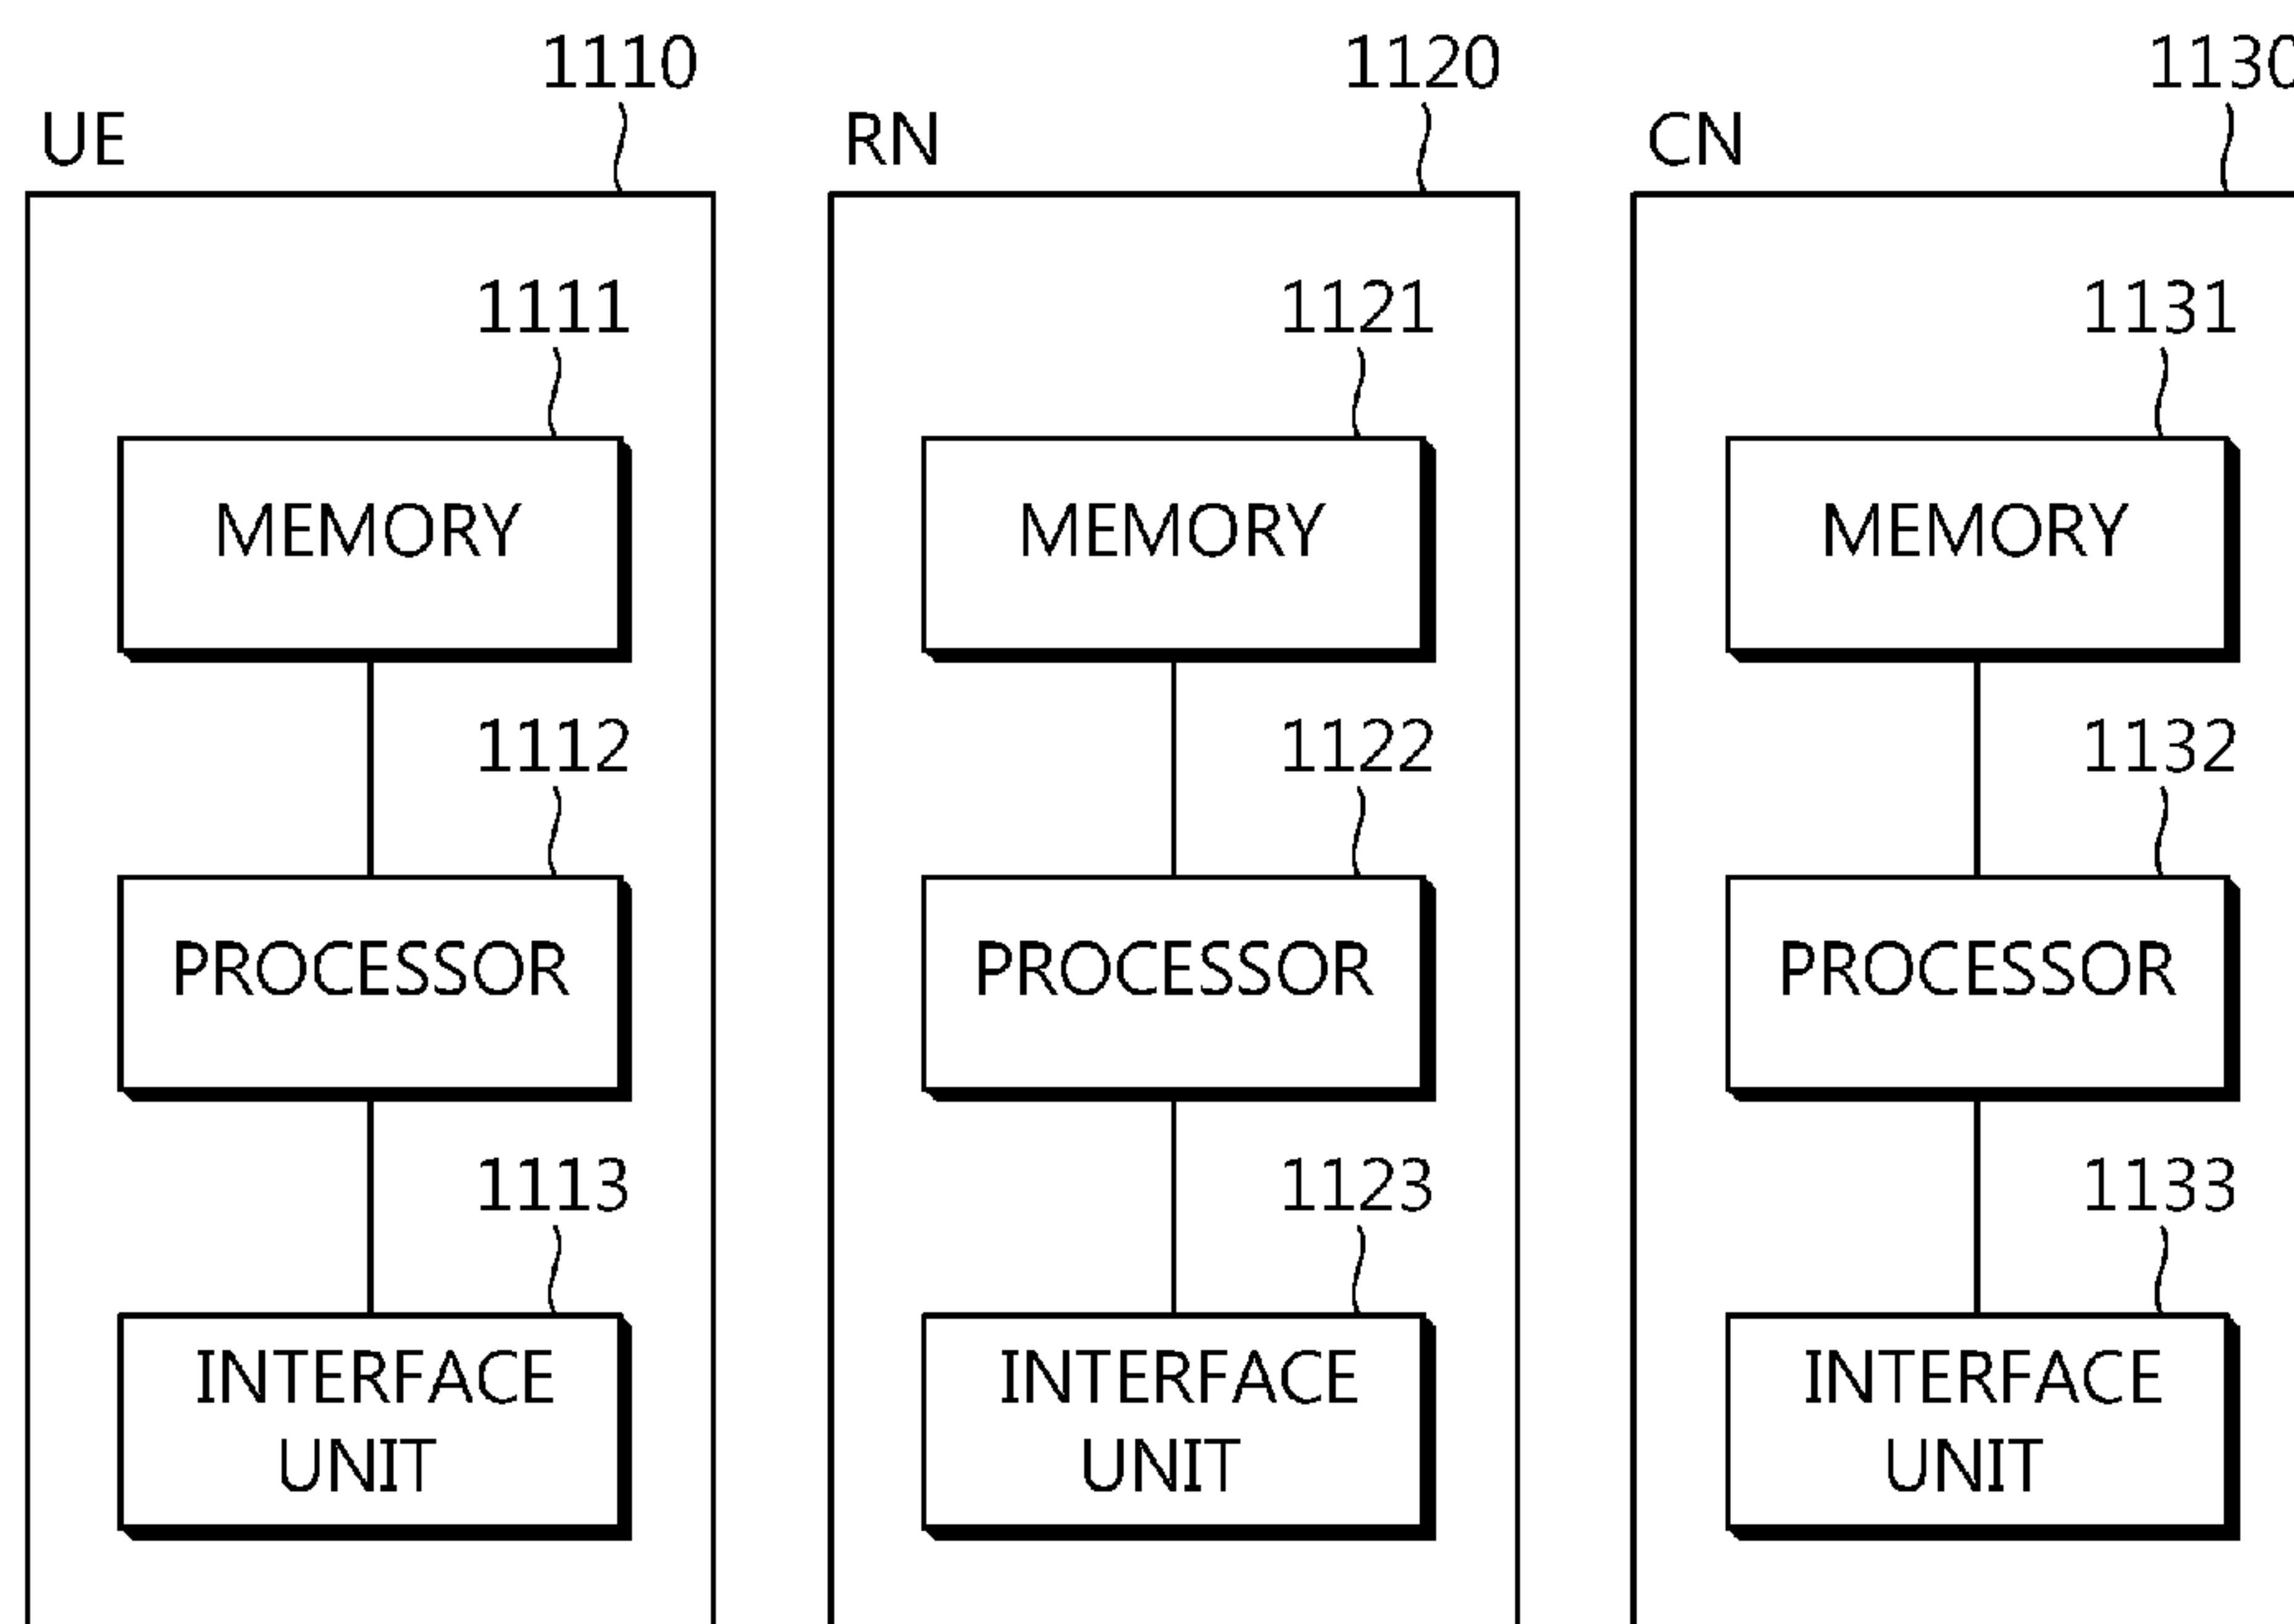 1110
UE
1111
MEMORY
1112
PROCESSOR
1113
INTERFACE
UNIT
1120
RN
1121
MEMORY
1122
PROCESSOR
1123
INTERFACE
UNIT
1130
CN
1131
MEMORY
1132
PROCESSOR
1133
INTERFACE
UNIT